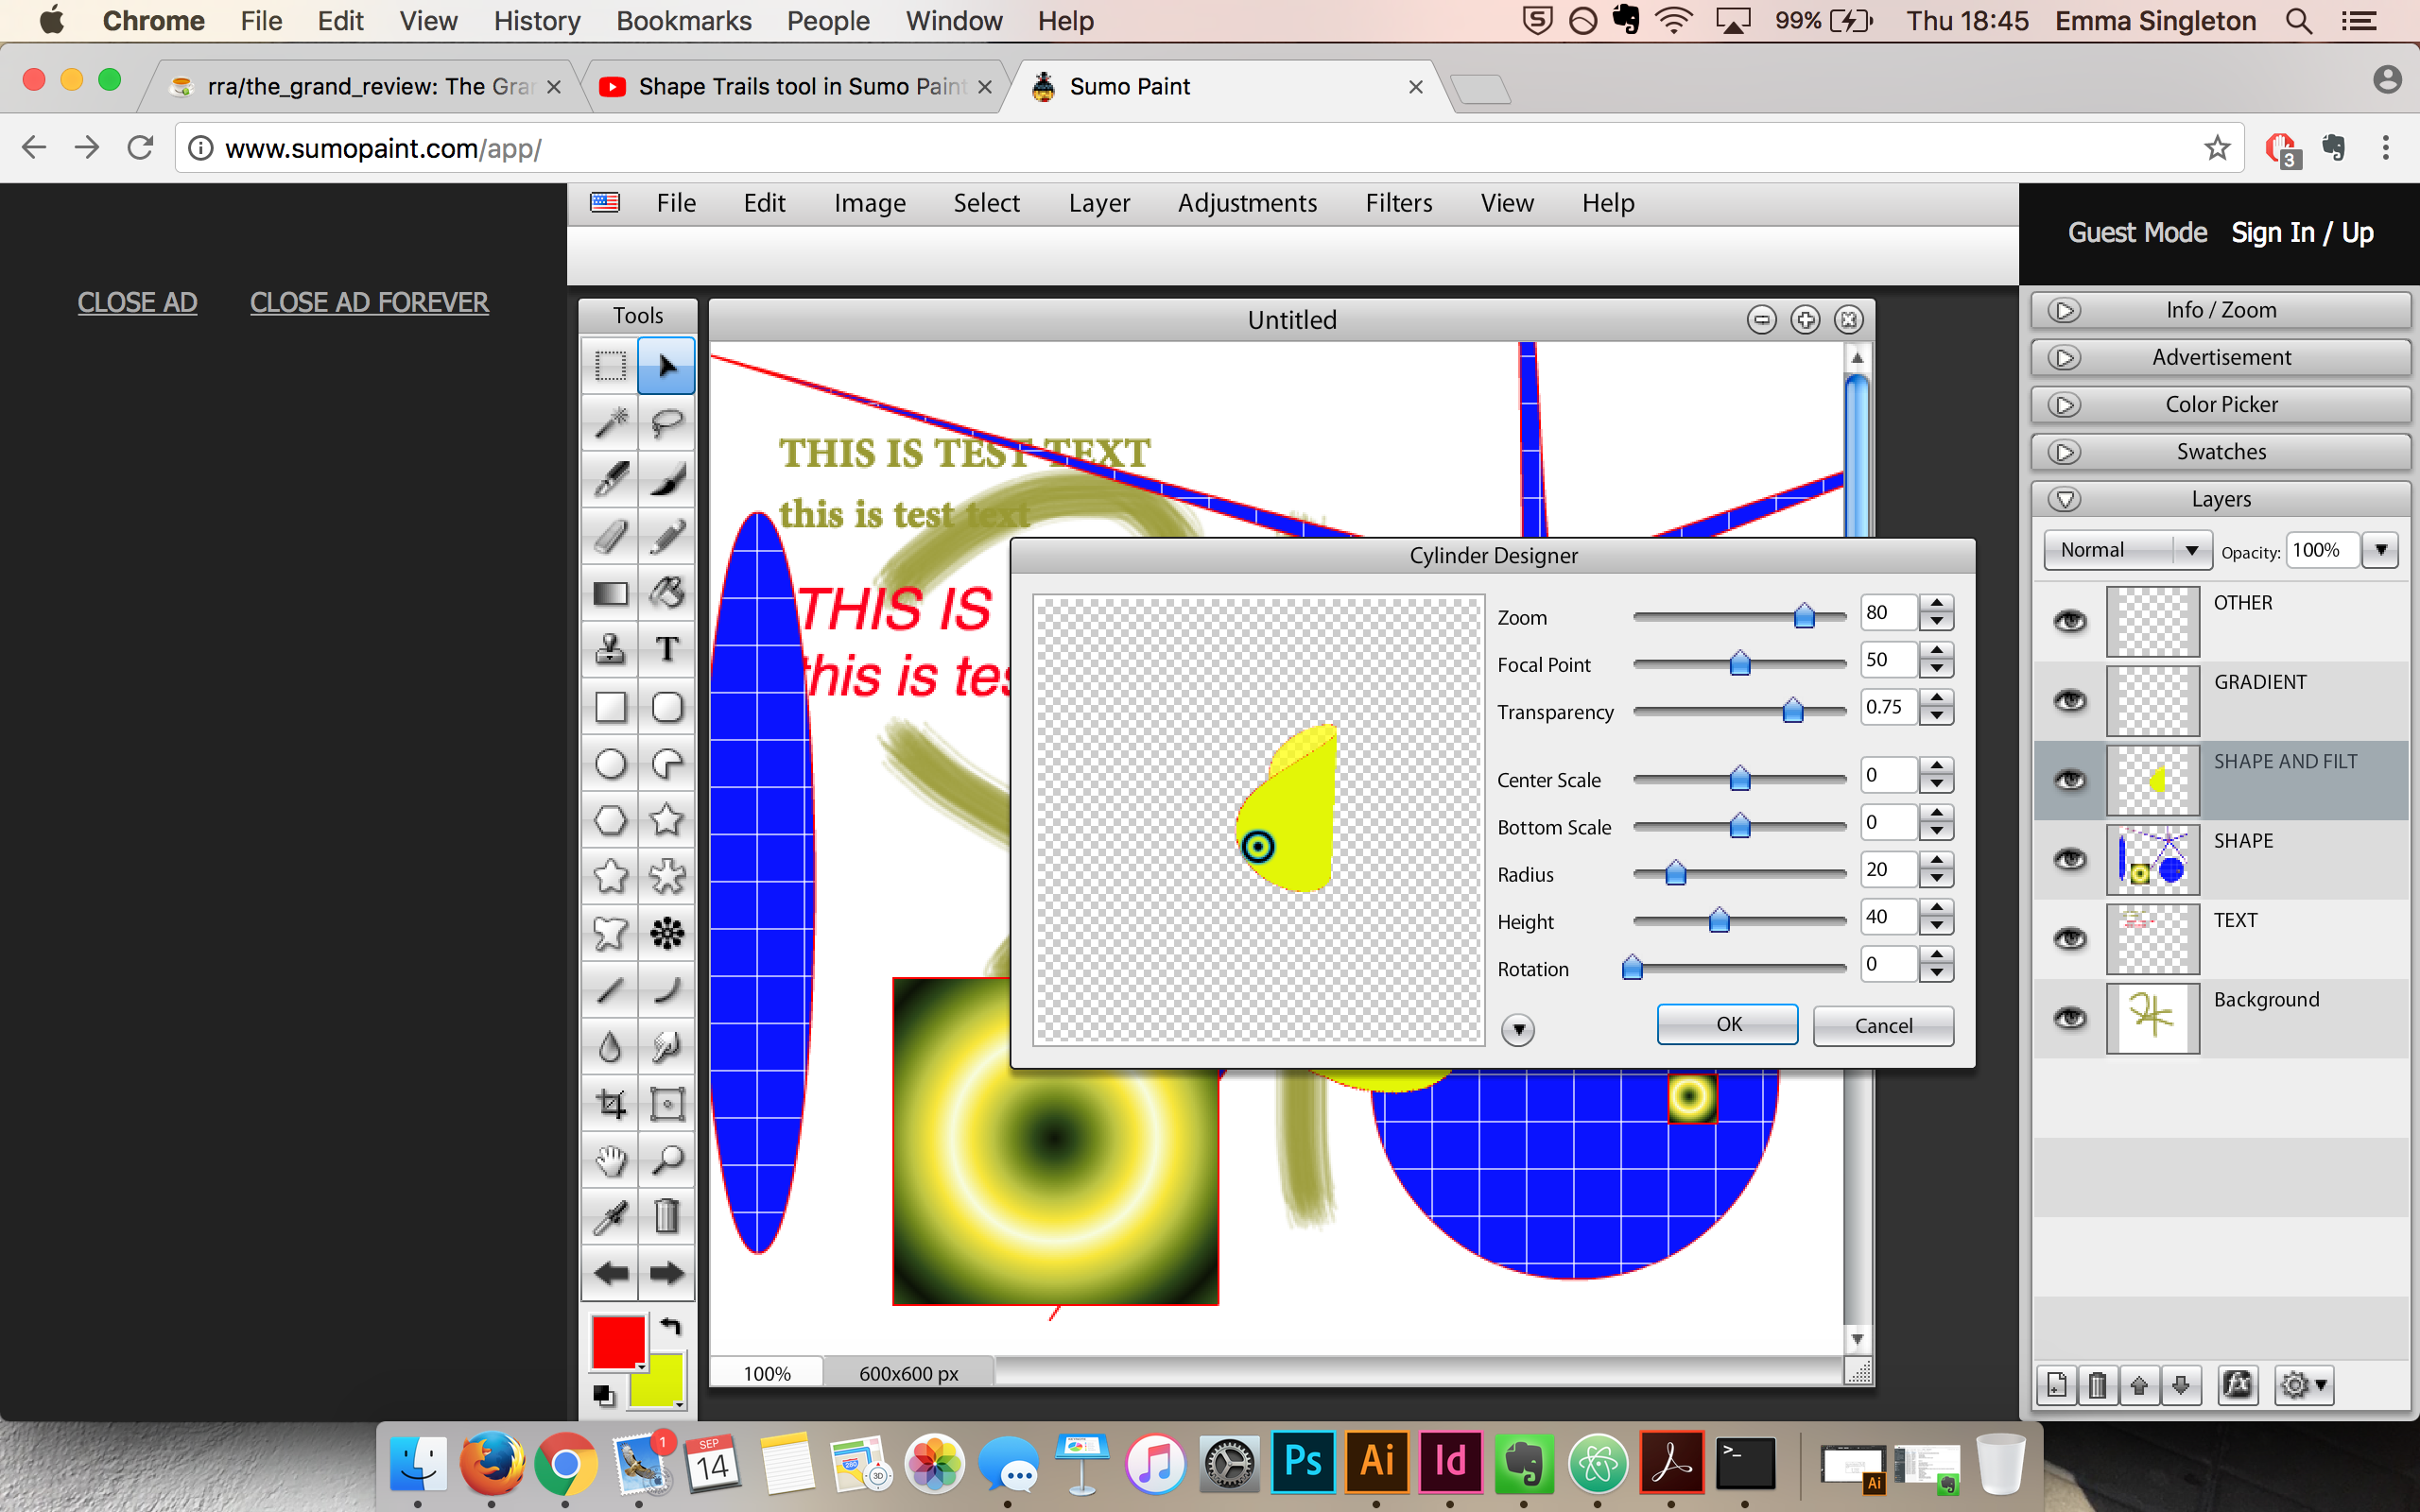 Chrome File Edit View History Bookmarks People Window Help 99% Thu 18:45 Emma Singleton
rra/the_grand_review: The Gra Shape Trails tool in Sumo Paint Sumo Paint
www.sumopaint.com/app/ 3
File Edit Image Select Layer Adjustments Filters View Help
Guest Mode Sign In / Up
CLOSE AD CLOSE AD FOREVER
Tools
Untitled
THIS IS TEST TEXT
this is test text
THIS IS
this is tes
T
Cylinder Designer
Zoom 80
Focal Point 50
Transparency 0.75
Center Scale 0
Bottom Scale 0
Radius 20
Height 40
Rotation 0
OK Cancel
100% 600x600 px
Info / Zoom
Advertisement
Color Picker
Swatches
Layers
Normal Opacity: 100%
OTHER
GRADIENT
SHAPE AND FILT
SHAPE
TEXT
Background
fx
1 SEP 14 3D Ps Ai Id >_ Ai